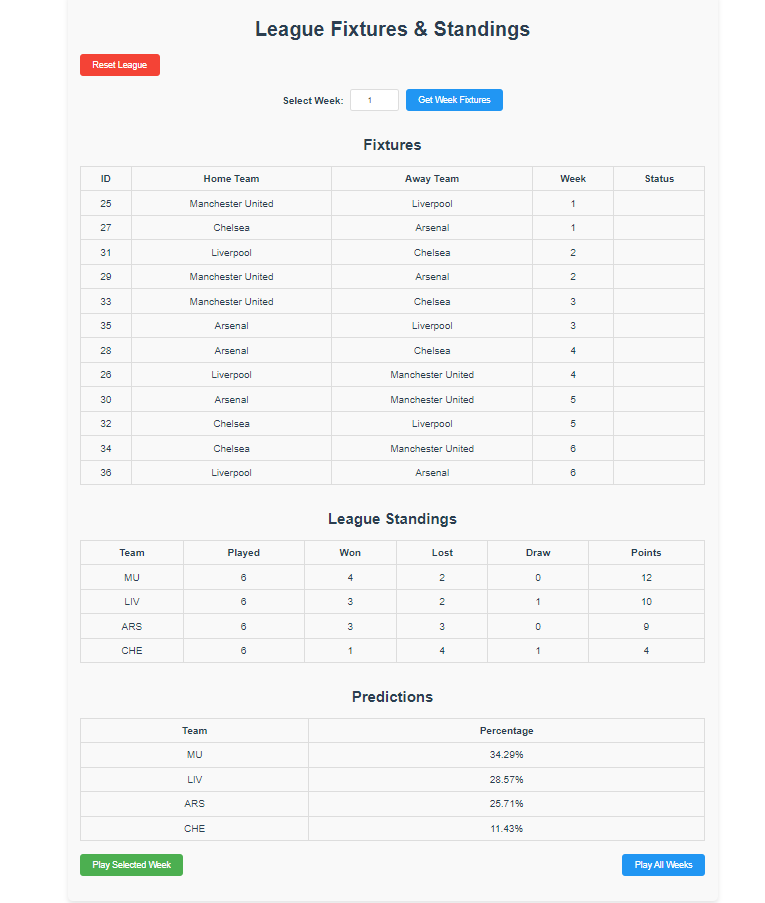 League Fixtures & Standings
Reset League
Select Week: 1 Get Week Fixtures
Fixtures
ID Home Team Away Team Week Status
25 Manchester United Liverpool 1
27 Chelsea Arsenal 1
31 Liverpool Chelsea 2
29 Manchester United Arsenal 2
33 Manchester United Chelsea 3
35 Arsenal Liverpool 3
28 Arsenal Chelsea 4
26 Liverpool Manchester United 4
30 Arsenal Manchester United 5
32 Chelsea Liverpool 5
34 Chelsea Manchester United 6
36 Liverpool Arsenal 6
League Standings
Team Played Won Lost Draw Points
MU 6 4 2 0 12
LIV 6 3 2 1 10
ARS 6 3 3 0 9
CHE 6 1 4 1 4
Predictions
Team Percentage
MU 34.29%
LIV 28.57%
ARS 25.71%
CHE 11.43%
Play Selected Week Play All Weeks